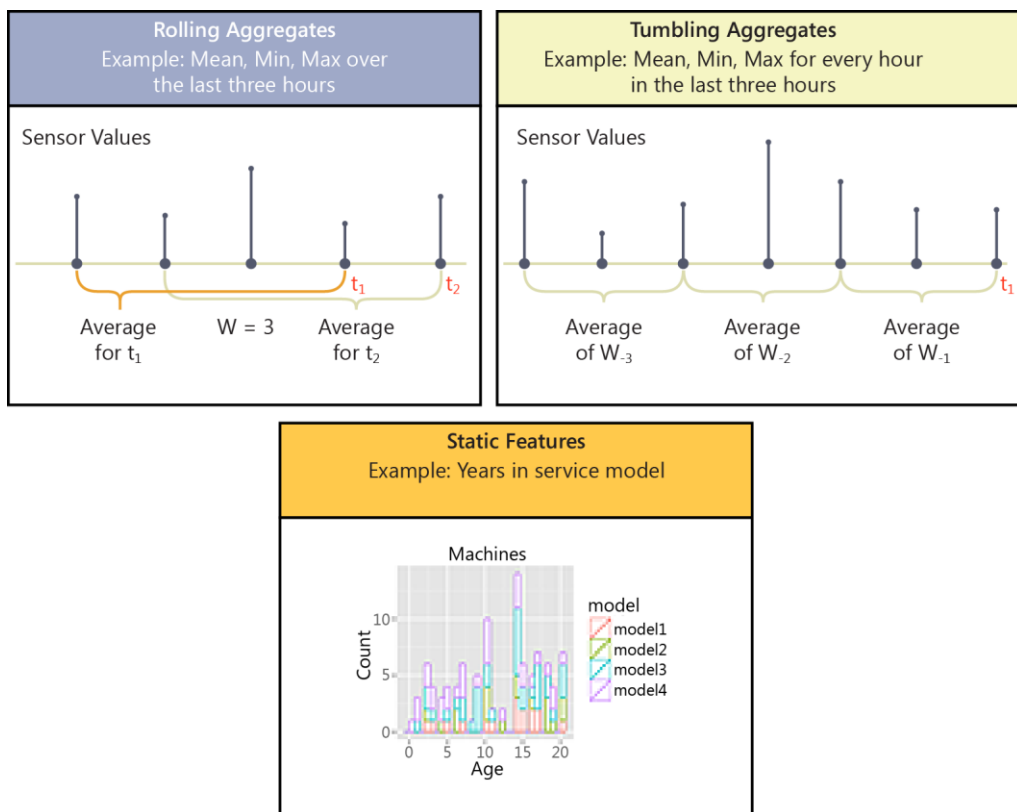 Rolling Aggregates
Example: Mean, Min, Max over
the last three hours
Sensor Values
t₁
t₂
Average
for t₁
W = 3
Average
for t₂
Tumbling Aggregates
Example: Mean, Min, Max for every hour
in the last three hours
Sensor Values
t₁
Average
of W₋₃
Average
of W₋₂
Average
of W₋₁
Static Features
Example: Years in service model
Machines
10
5
0
Count
0 5 10 15 20
Age
model
model1
model2
model3
model4